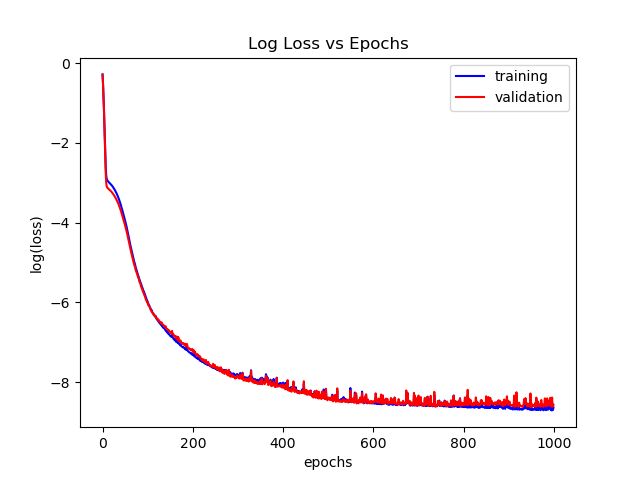 Log Loss vs Epochs
training
validation
0
−2
−4
−6
−8
log(loss)
0 200 400 600 800 1000
epochs